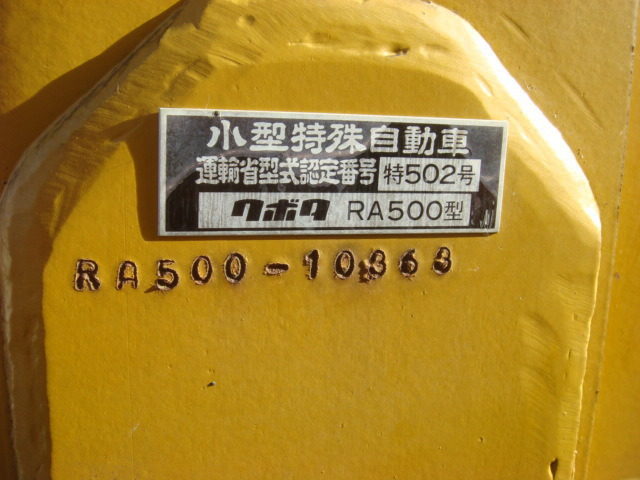 小型特殊自動車
運輸省型式認定番号 特502号
クボタ RA500型
RA500-10868